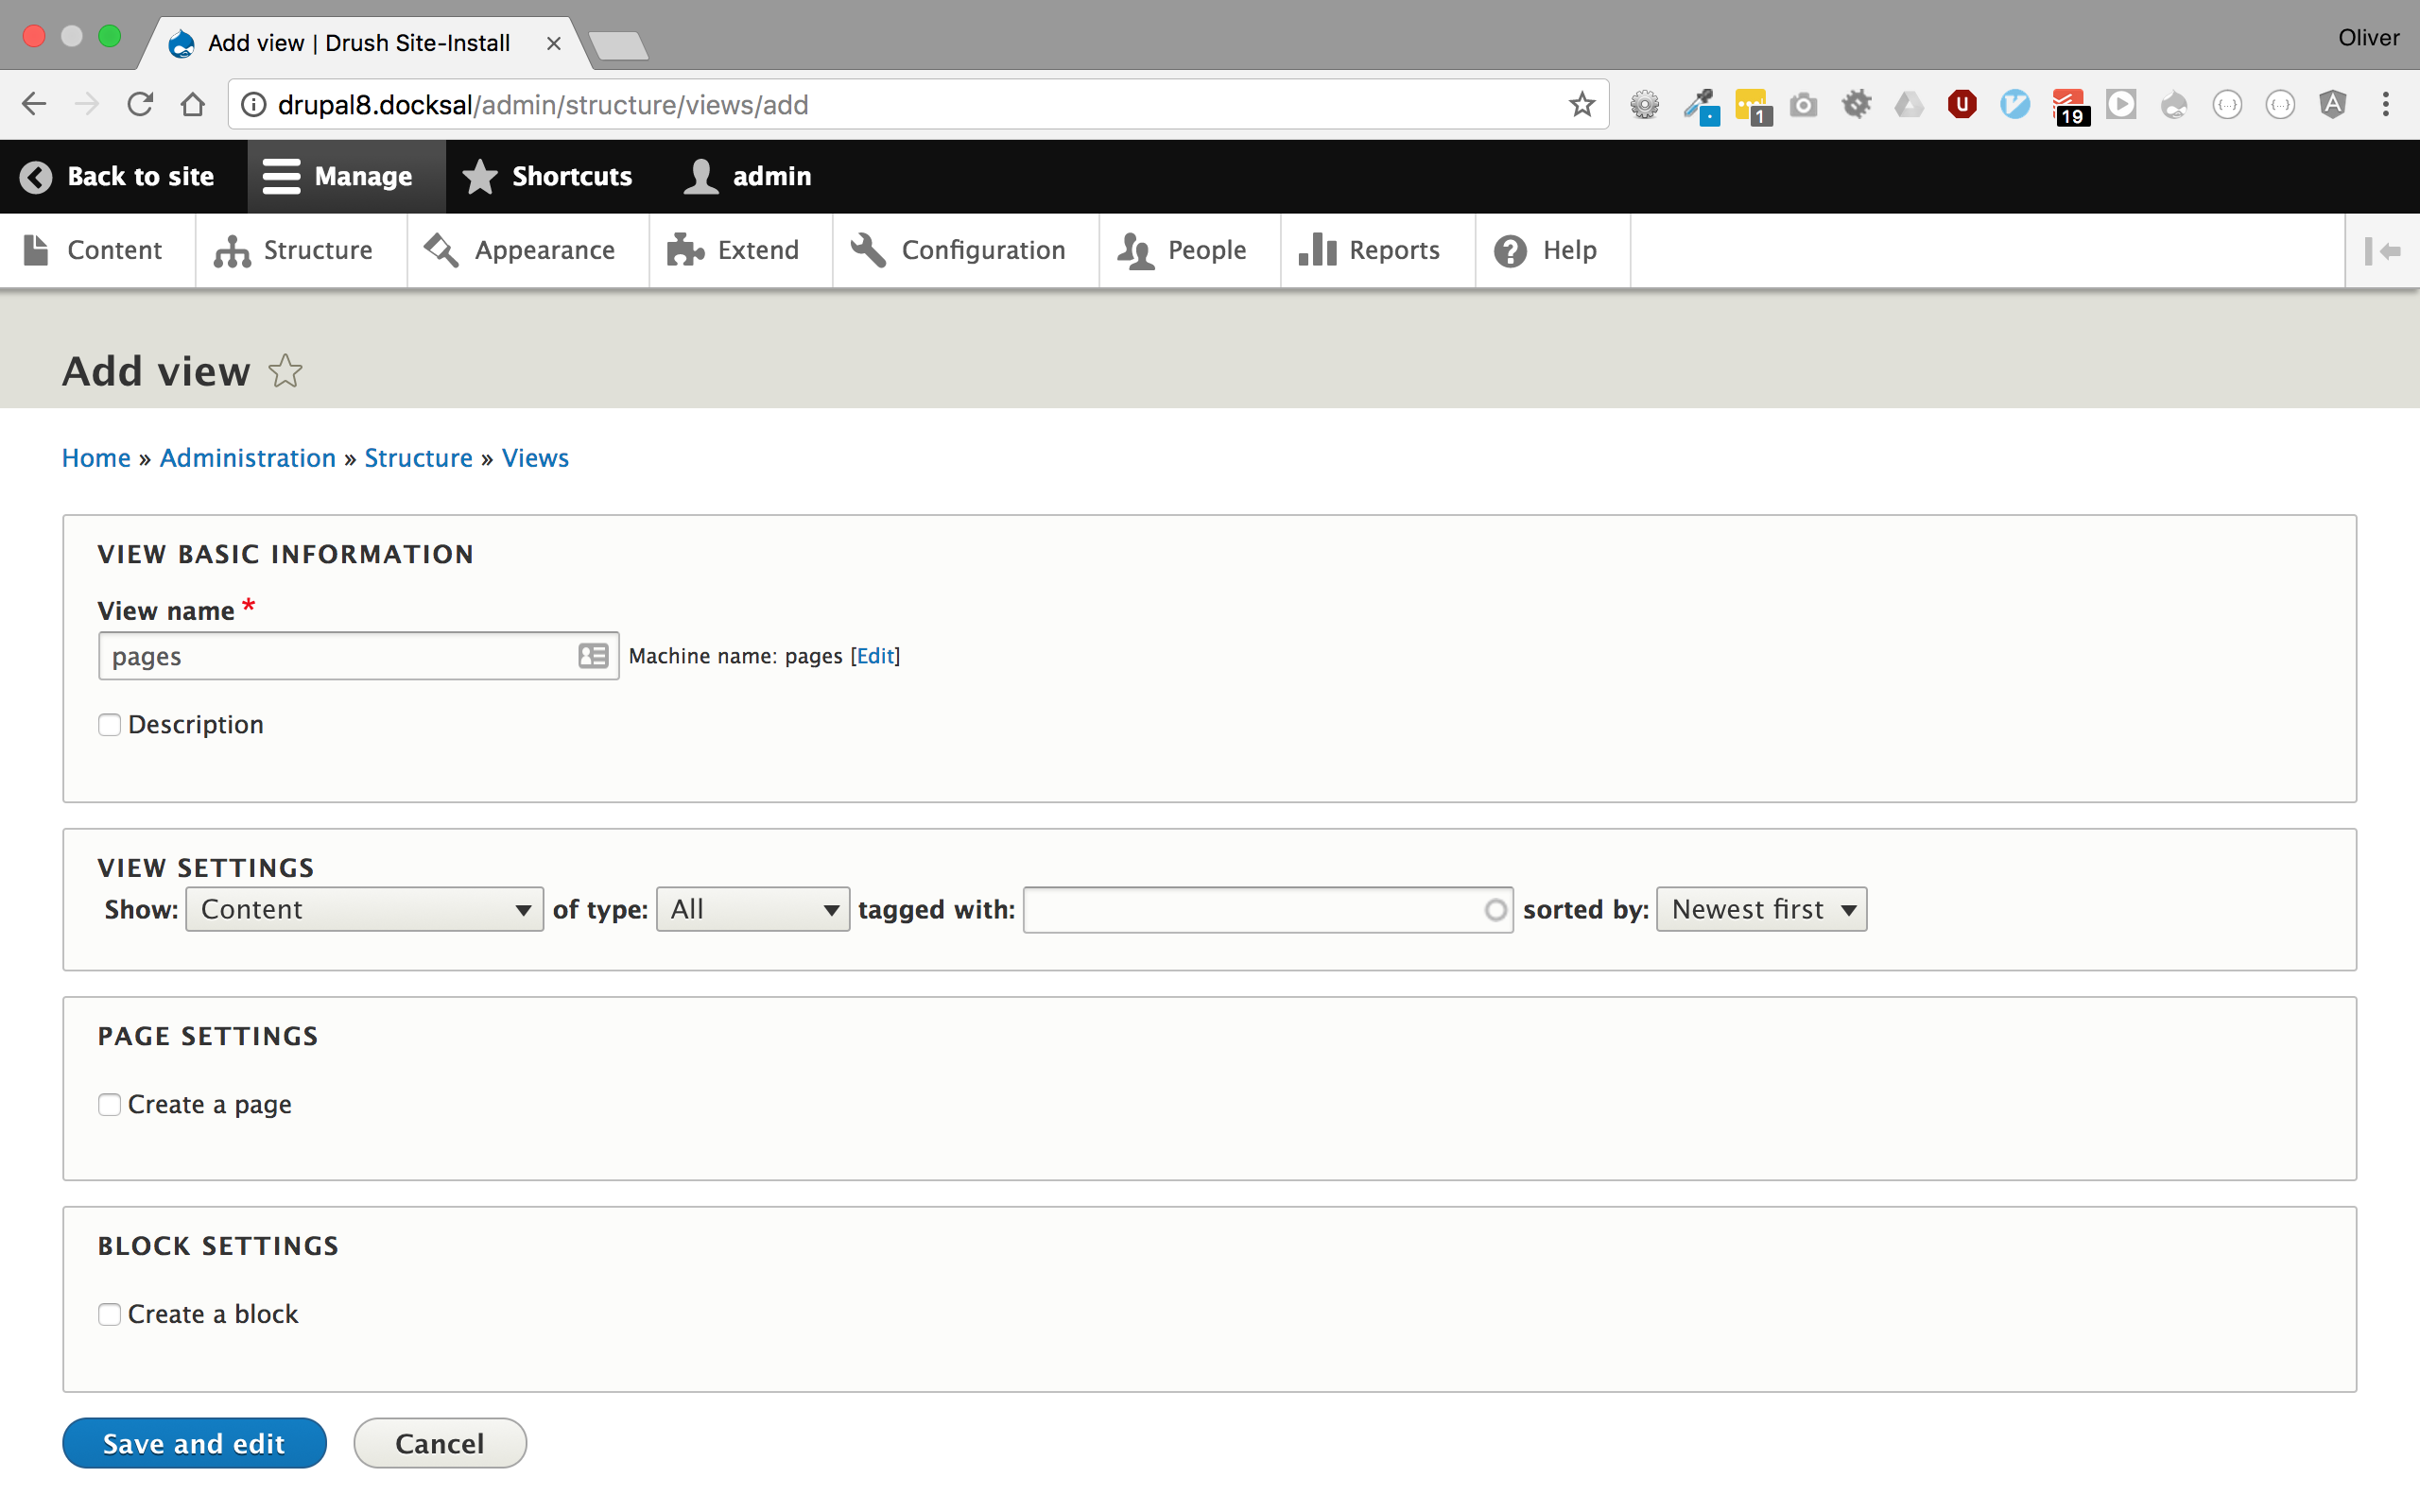 Add view | Drush Site-Install
Oliver
drupal8.docksal/admin/structure/views/add
1
19
Back to site Manage Shortcuts admin
Content Structure Appearance Extend Configuration People Reports Help
Add view
Home » Administration » Structure » Views
VIEW BASIC INFORMATION
View name *
pages Machine name: pages [Edit]
Description
VIEW SETTINGS
Show: Content of type: All tagged with: sorted by: Newest first
PAGE SETTINGS
Create a page
BLOCK SETTINGS
Create a block
Save and edit Cancel